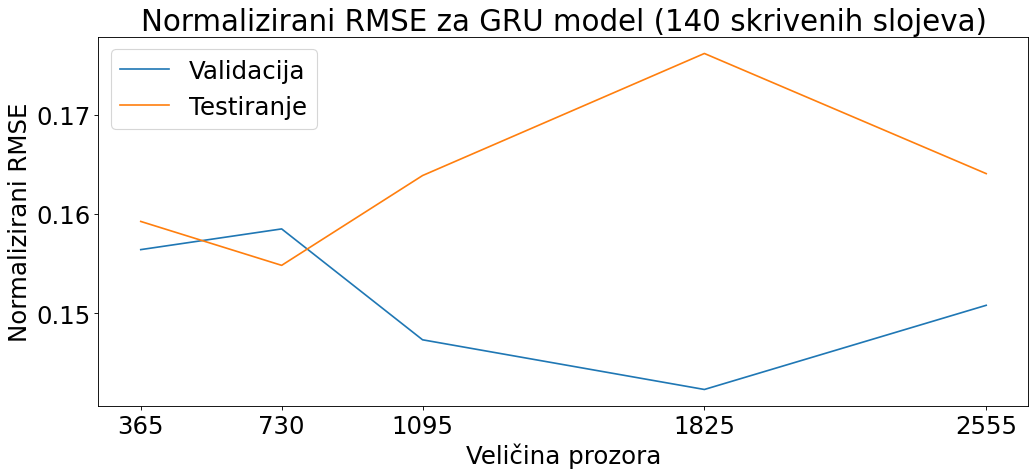 Normalizirani RMSE za GRU model (140 skrivenih slojeva)
Validacija
Testiranje
Normalizirani RMSE
0.17
0.16
0.15
365 730 1095 1825 2555
Veličina prozora